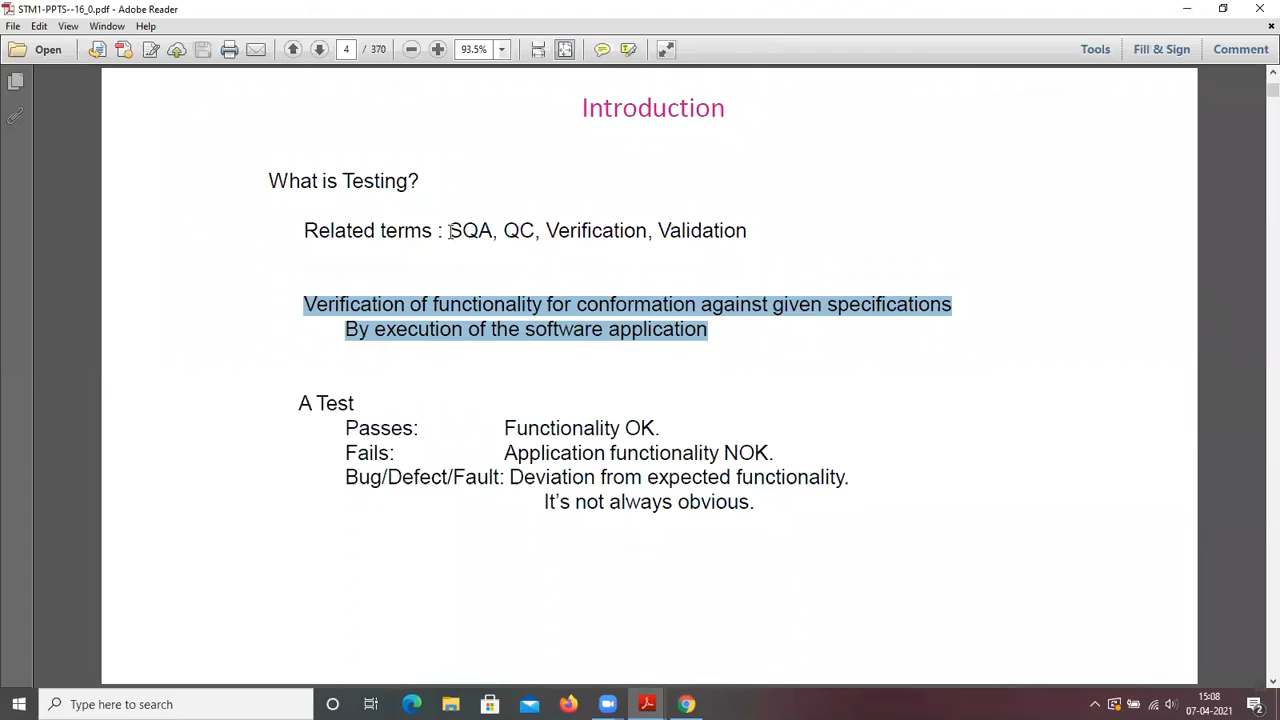 STM1-PPTS--16_0.pdf - Adobe Reader
File Edit View Window Help
Open 4 / 370 93.5% Tools Fill & Sign Comment
Introduction
What is Testing?
Related terms : SQA, QC, Verification, Validation
Verification of functionality for conformation against given specifications
By execution of the software application
A Test
Passes: Functionality OK.
Fails: Application functionality NOK.
Bug/Defect/Fault: Deviation from expected functionality.
It's not always obvious.
Type here to search
15:08
07-04-2021
2